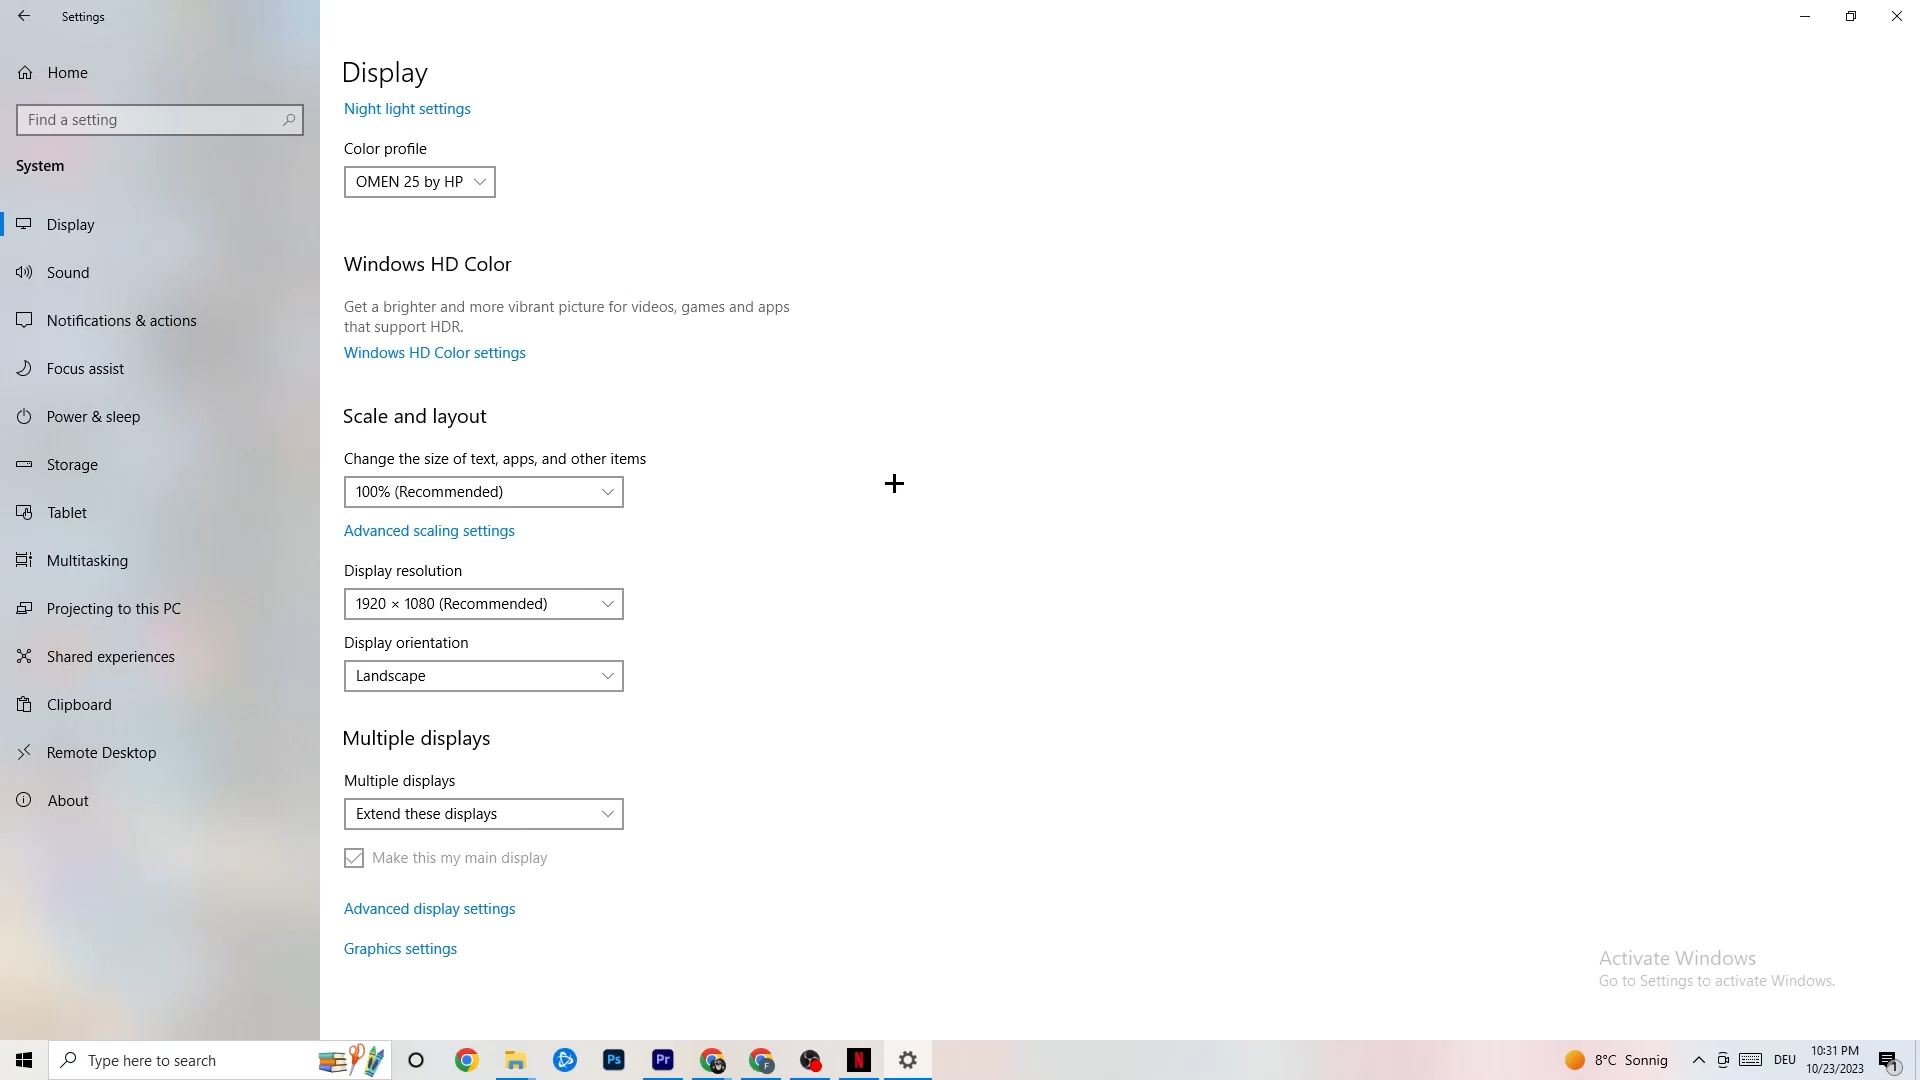 Settings
Home
Find a setting
System
Display
Sound
Notifications & actions
Focus assist
Power & sleep
Storage
Tablet
Multitasking
Projecting to this PC
Shared experiences
Clipboard
Remote Desktop
About
Display
Night light settings
Color profile
OMEN 25 by HP
Windows HD Color
Get a brighter and more vibrant picture for videos, games and apps
that support HDR.
Windows HD Color settings
Scale and layout
Change the size of text, apps, and other items
100% (Recommended)
Advanced scaling settings
Display resolution
1920 × 1080 (Recommended)
Display orientation
Landscape
Multiple displays
Multiple displays
Extend these displays
Make this my main display
Advanced display settings
Graphics settings
Activate Windows
Go to Settings to activate Windows.
Type here to search
Ps
Pr
F
N
8°C Sonnig
DEU
10:31 PM
10/23/2023
1